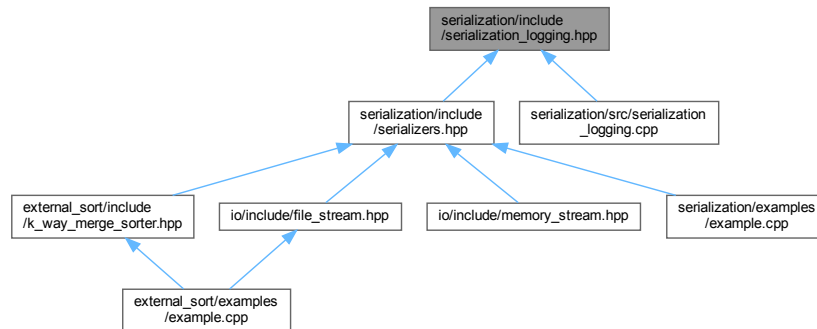 serialization/include
/serialization_logging.hpp
serialization/include
/serializers.hpp
serialization/src/serialization
_logging.cpp
external_sort/include
/k_way_merge_sorter.hpp
io/include/file_stream.hpp
io/include/memory_stream.hpp
serialization/examples
/example.cpp
external_sort/examples
/example.cpp